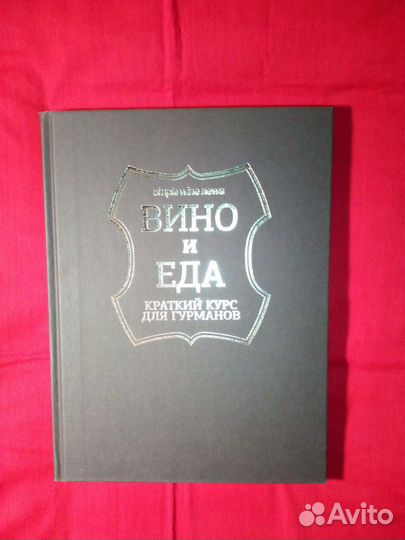 simple wine news
ВИНО
и
ЕДА
КРАТКИЙ КУРС
ДЛЯ ГУРМАНОВ
Avito